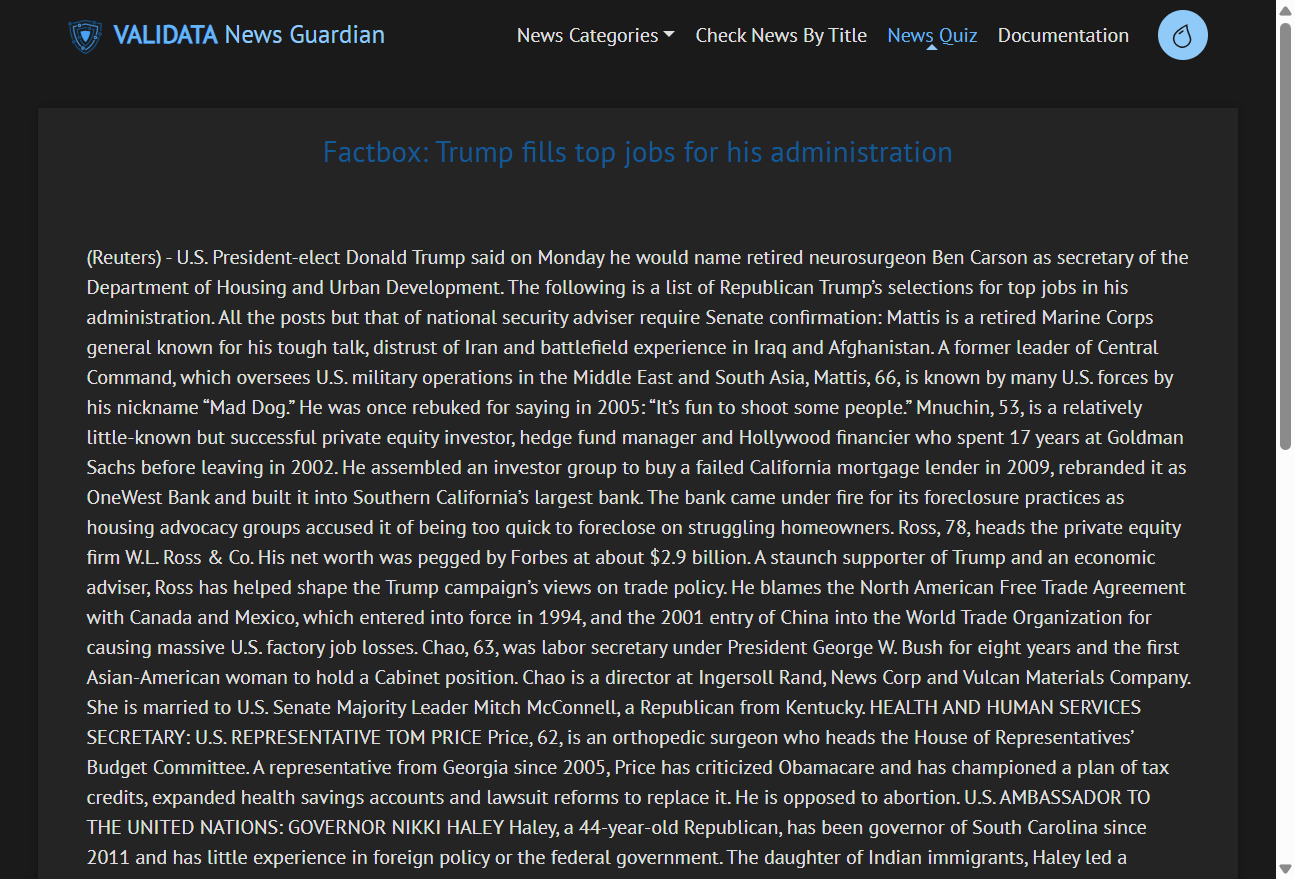 VALIDATA News Guardian
News Categories
Check News By Title
News Quiz
Documentation
Factbox: Trump fills top jobs for his administration
(Reuters) - U.S. President-elect Donald Trump said on Monday he would name retired neurosurgeon Ben Carson as secretary of the
Department of Housing and Urban Development. The following is a list of Republican Trump’s selections for top jobs in his
administration. All the posts but that of national security adviser require Senate confirmation: Mattis is a retired Marine Corps
general known for his tough talk, distrust of Iran and battlefield experience in Iraq and Afghanistan. A former leader of Central
Command, which oversees U.S. military operations in the Middle East and South Asia, Mattis, 66, is known by many U.S. forces by
his nickname “Mad Dog.” He was once rebuked for saying in 2005: “It’s fun to shoot some people.” Mnuchin, 53, is a relatively
little-known but successful private equity investor, hedge fund manager and Hollywood financier who spent 17 years at Goldman
Sachs before leaving in 2002. He assembled an investor group to buy a failed California mortgage lender in 2009, rebranded it as
OneWest Bank and built it into Southern California’s largest bank. The bank came under fire for its foreclosure practices as
housing advocacy groups accused it of being too quick to foreclose on struggling homeowners. Ross, 78, heads the private equity
firm W.L. Ross & Co. His net worth was pegged by Forbes at about $2.9 billion. A staunch supporter of Trump and an economic
adviser, Ross has helped shape the Trump campaign’s views on trade policy. He blames the North American Free Trade Agreement
with Canada and Mexico, which entered into force in 1994, and the 2001 entry of China into the World Trade Organization for
causing massive U.S. factory job losses. Chao, 63, was labor secretary under President George W. Bush for eight years and the first
Asian-American woman to hold a Cabinet position. Chao is a director at Ingersoll Rand, News Corp and Vulcan Materials Company.
She is married to U.S. Senate Majority Leader Mitch McConnell, a Republican from Kentucky. HEALTH AND HUMAN SERVICES
SECRETARY: U.S. REPRESENTATIVE TOM PRICE Price, 62, is an orthopedic surgeon who heads the House of Representatives’
Budget Committee. A representative from Georgia since 2005, Price has criticized Obamacare and has championed a plan of tax
credits, expanded health savings accounts and lawsuit reforms to replace it. He is opposed to abortion. U.S. AMBASSADOR TO
THE UNITED NATIONS: GOVERNOR NIKKI HALEY Haley, a 44-year-old Republican, has been governor of South Carolina since
2011 and has little experience in foreign policy or the federal government. The daughter of Indian immigrants, Haley led a